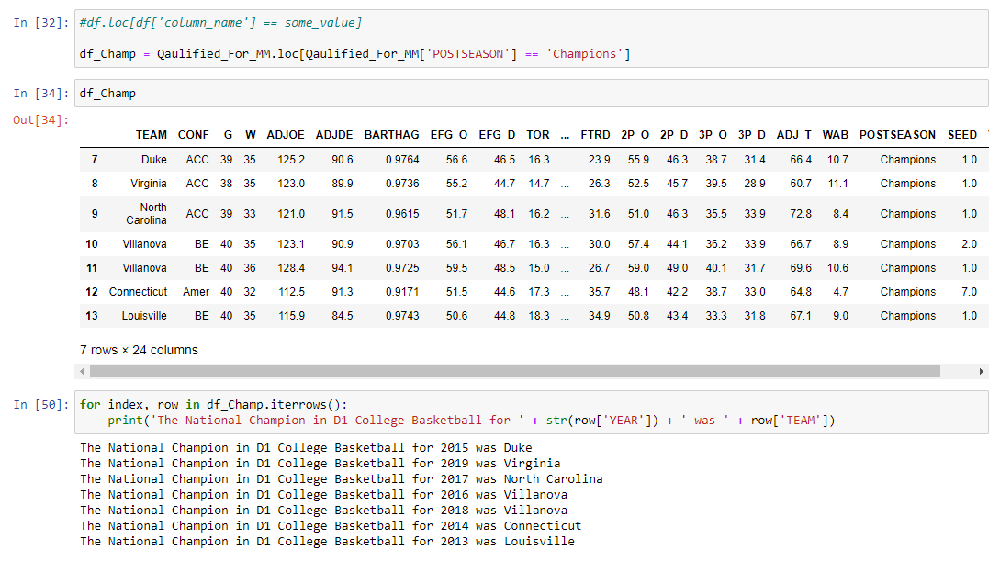 In [32]: #df.loc[df['column_name'] == some_value]
df_Champ = Qaulified_For_MM.loc[Qaulified_For_MM['POSTSEASON'] == 'Champions']
In [34]: df_Champ
Out[34]:
TEAM CONF G W ADJOE ADJDE BARTHAG EFG_O EFG_D TOR ... FTRD 2P_O 2P_D 3P_O 3P_D ADJ_T WAB POSTSEASON SEED
7 Duke ACC 39 35 125.2 90.6 0.9764 56.6 46.5 16.3 ... 23.9 55.9 46.3 38.7 31.4 66.4 10.7 Champions 1.0
8 Virginia ACC 38 35 123.0 89.9 0.9736 55.2 44.7 14.7 ... 26.3 52.5 45.7 39.5 28.9 60.7 11.1 Champions 1.0
9 North Carolina ACC 39 33 121.0 91.5 0.9615 51.7 48.1 16.2 ... 31.6 51.0 46.3 35.5 33.9 72.8 8.4 Champions 1.0
10 Villanova BE 40 35 123.1 90.9 0.9703 56.1 46.7 16.3 ... 30.0 57.4 44.1 36.2 33.9 66.7 8.9 Champions 2.0
11 Villanova BE 40 36 128.4 94.1 0.9725 59.5 48.5 15.0 ... 26.7 59.0 49.0 40.1 31.7 69.6 10.6 Champions 1.0
12 Connecticut Amer 40 32 112.5 91.3 0.9171 51.5 44.6 17.3 ... 35.7 48.1 42.2 38.7 33.0 64.8 4.7 Champions 7.0
13 Louisville BE 40 35 115.9 84.5 0.9743 50.6 44.8 18.3 ... 34.9 50.8 43.4 33.3 31.8 67.1 9.0 Champions 1.0
7 rows × 24 columns
In [50]: for index, row in df_Champ.iterrows():
print('The National Champion in D1 College Basketball for ' + str(row['YEAR']) + ' was ' + row['TEAM'])
The National Champion in D1 College Basketball for 2015 was Duke
The National Champion in D1 College Basketball for 2019 was Virginia
The National Champion in D1 College Basketball for 2017 was North Carolina
The National Champion in D1 College Basketball for 2016 was Villanova
The National Champion in D1 College Basketball for 2018 was Villanova
The National Champion in D1 College Basketball for 2014 was Connecticut
The National Champion in D1 College Basketball for 2013 was Louisville